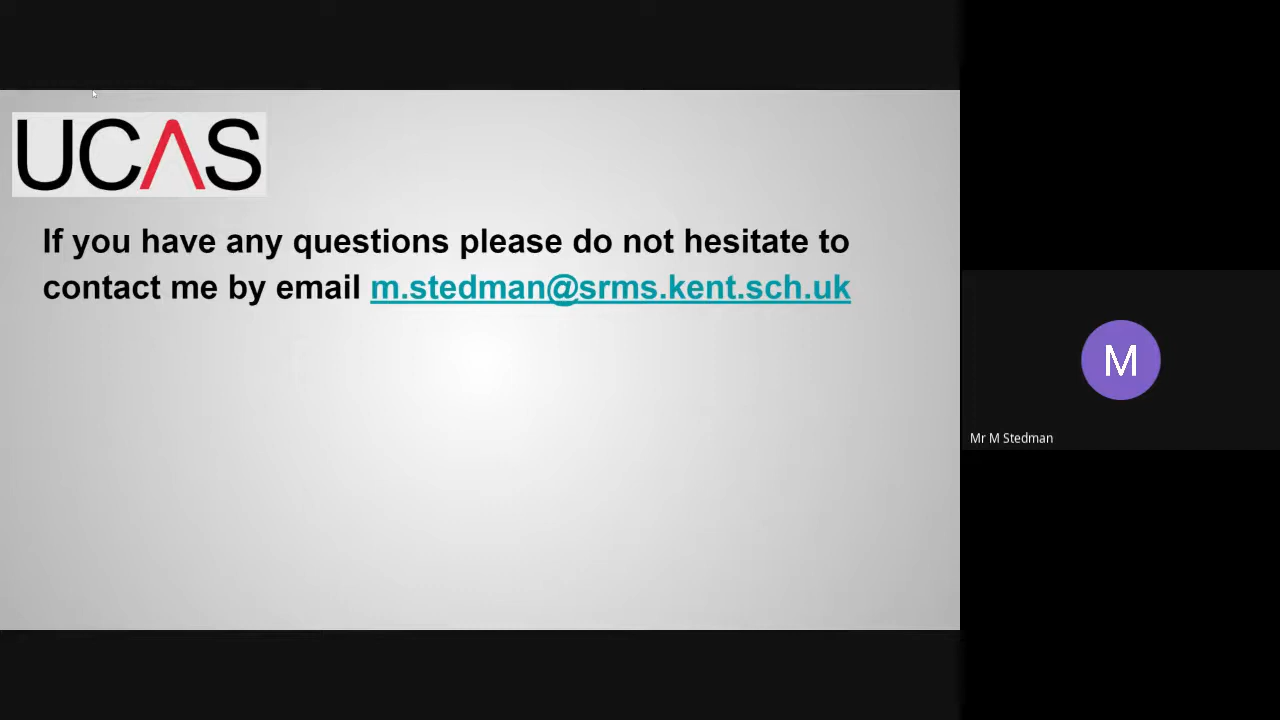 UCAS
If you have any questions please do not hesitate to
contact me by email m.stedman@srms.kent.sch.uk
M
Mr M Stedman